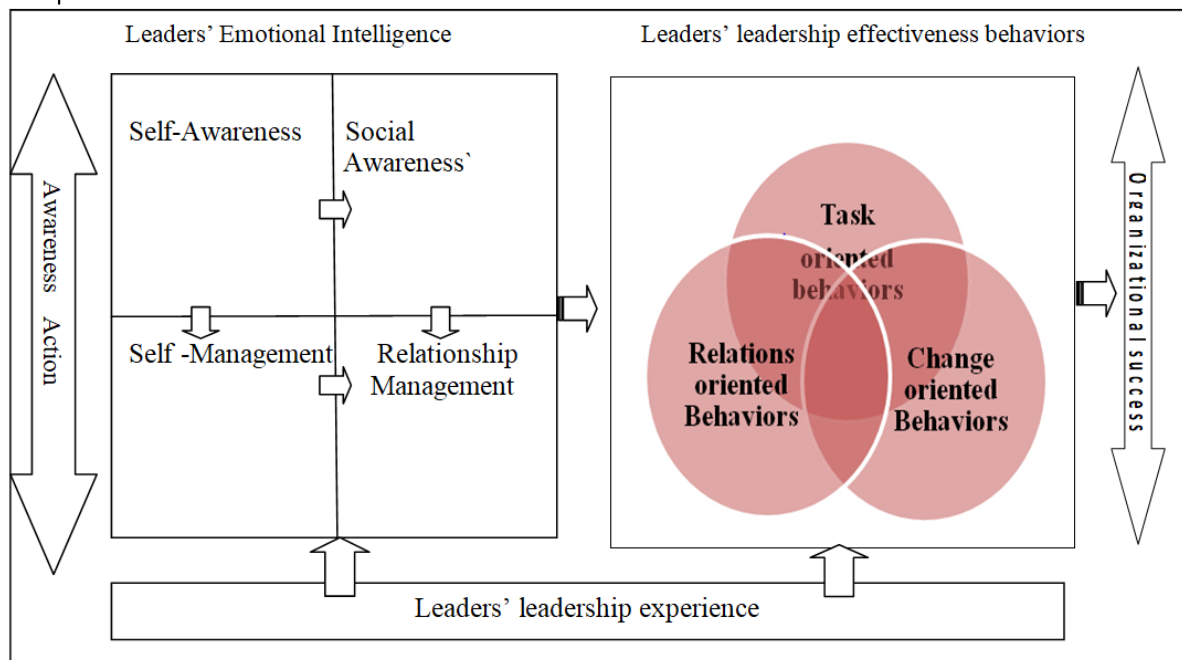 Leaders’ Emotional Intelligence
Leaders’ leadership effectiveness behaviors
Awareness Action
Self-Awareness
Social
Awareness`
Self -Management
Relationship
Management
Task
oriented
behaviors
Relations
oriented
Behaviors
Change
oriented
Behaviors
Organizational success
Leaders’ leadership experience